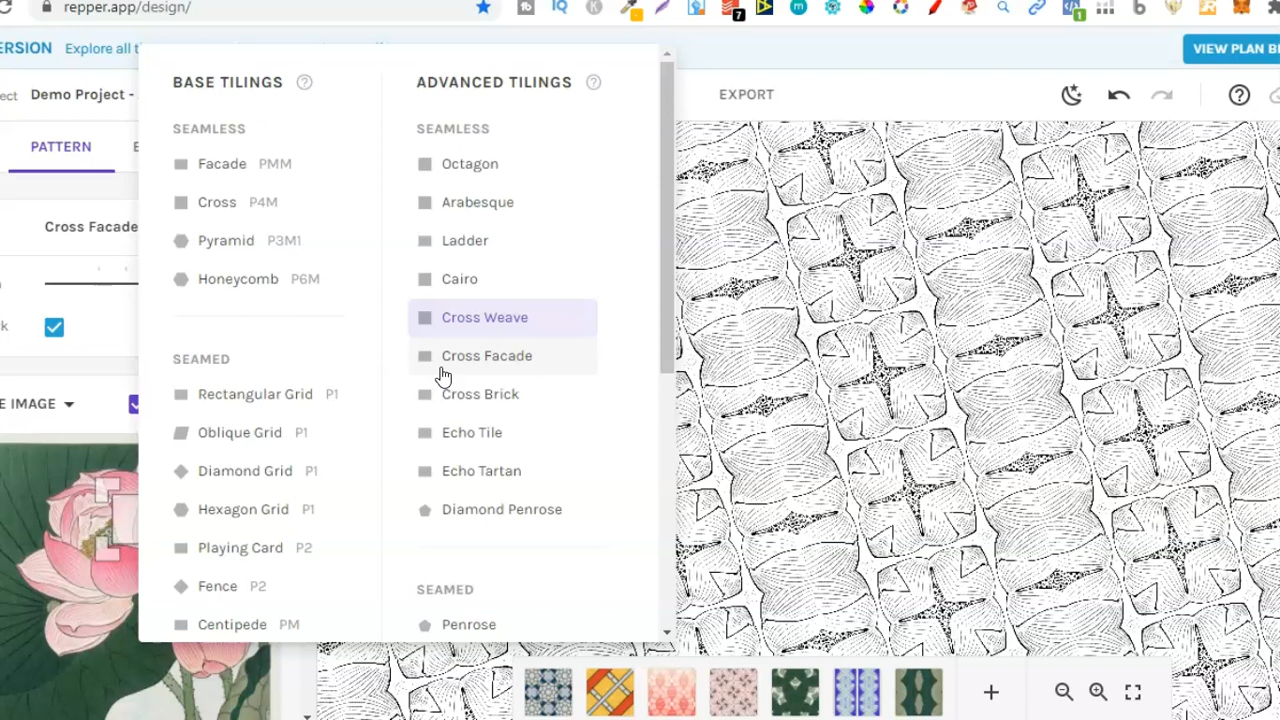 repper.app/design/
7
1
ERSION Explore all t
VIEW PLAN BE
ect Demo Project -
EXPORT
PATTERN
Cross Facade
k
E IMAGE
BASE TILINGS
SEAMLESS
Facade PMM
Cross P4M
Pyramid P3M1
Honeycomb P6M
SEAMED
Rectangular Grid P1
Oblique Grid P1
Diamond Grid P1
Hexagon Grid P1
Playing Card P2
Fence P2
Centipede PM
ADVANCED TILINGS
SEAMLESS
Octagon
Arabesque
Ladder
Cairo
Cross Weave
Cross Facade
Cross Brick
Echo Tile
Echo Tartan
Diamond Penrose
SEAMED
Penrose